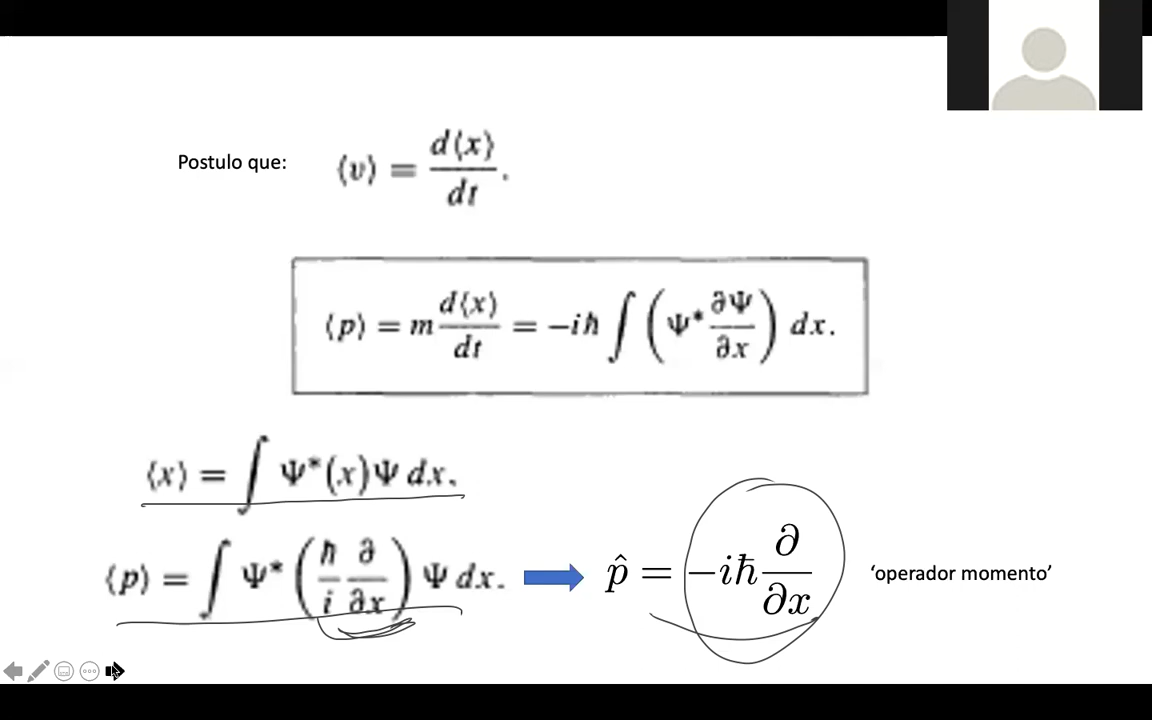 Postulo que: ⟨v⟩ = d⟨x⟩/dt.
⟨p⟩ = m d⟨x⟩/dt = −iħ ∫ (Ψ* ∂Ψ/∂x) dx.
⟨x⟩ = ∫ Ψ*(x)Ψ dx.
⟨p⟩ = ∫ Ψ* (ħ/i ∂/∂x) Ψ dx. p̂ = −iħ ∂/∂x ‘operador momento’